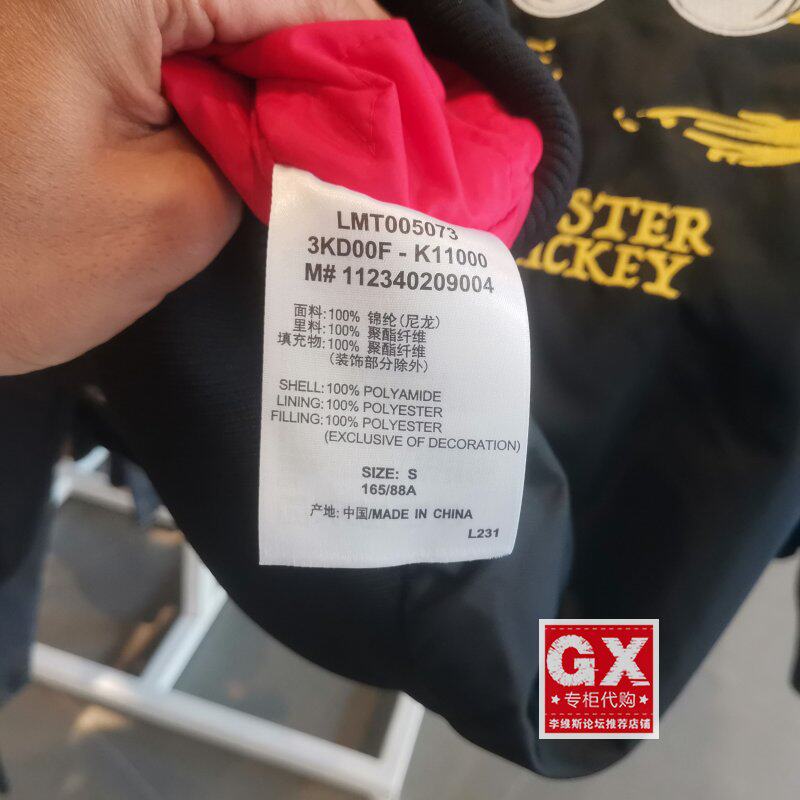 STER
CKEY
LMT005073
3KD00F - K11000
M# 112340209004
面料:100% 锦纶(尼龙)
里料:100% 聚酯纤维
填充物:100% 聚酯纤维
(装饰部分除外)
SHELL:100% POLYAMIDE
LINING:100% POLYESTER
FILLING:100% POLYESTER
(EXCLUSIVE OF DECORATION)
SIZE: S
165/88A
产地: 中国/MADE IN CHINA
L231
GX
★专柜代购★
李维斯论坛推荐店铺